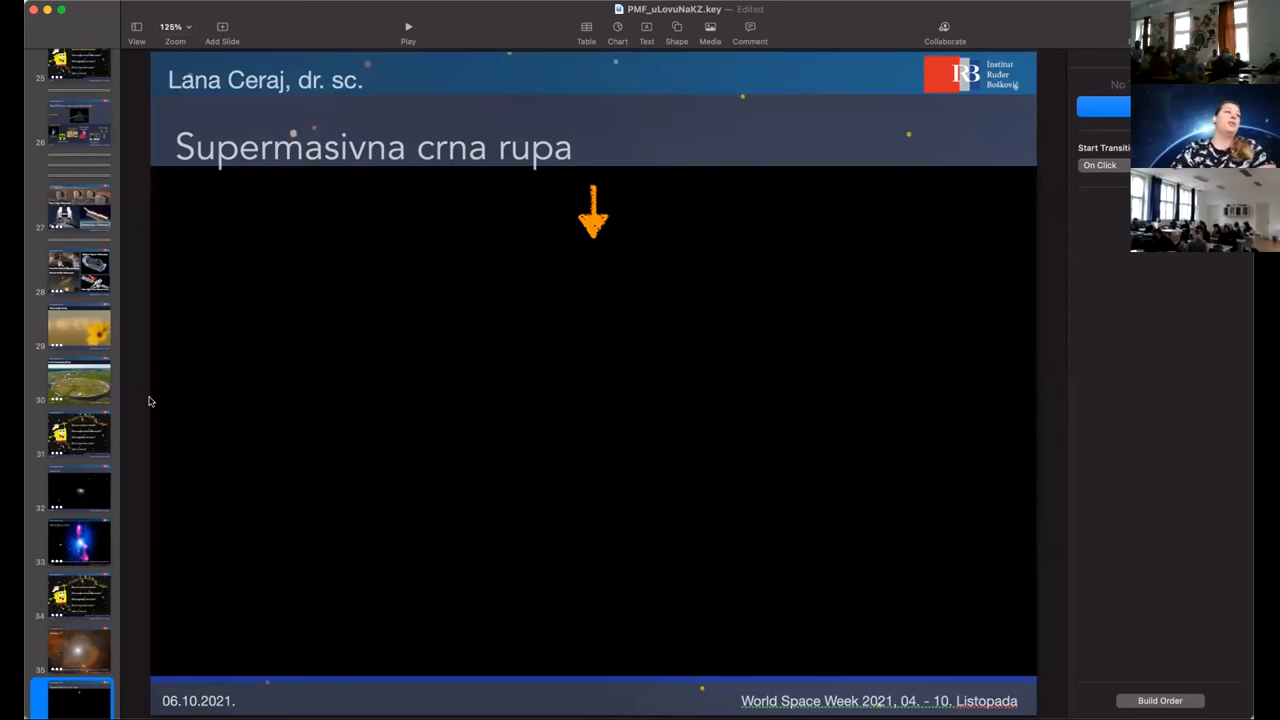 PMF_uLovuNaKZ.key — Edited
125%
View
Zoom
Add Slide
Play
Table
Chart
Text
Shape
Media
Comment
Collaborate
25
26
27
28
29
30
31
32
33
34
35
Lana Ceraj, dr. sc.
RB
Institut
Ruđer
Bošković
Supermasivna crna rupa
06.10.2021.
World Space Week 2021, 04. - 10. Listopada
No
Start Transiti
On Click
Build Order